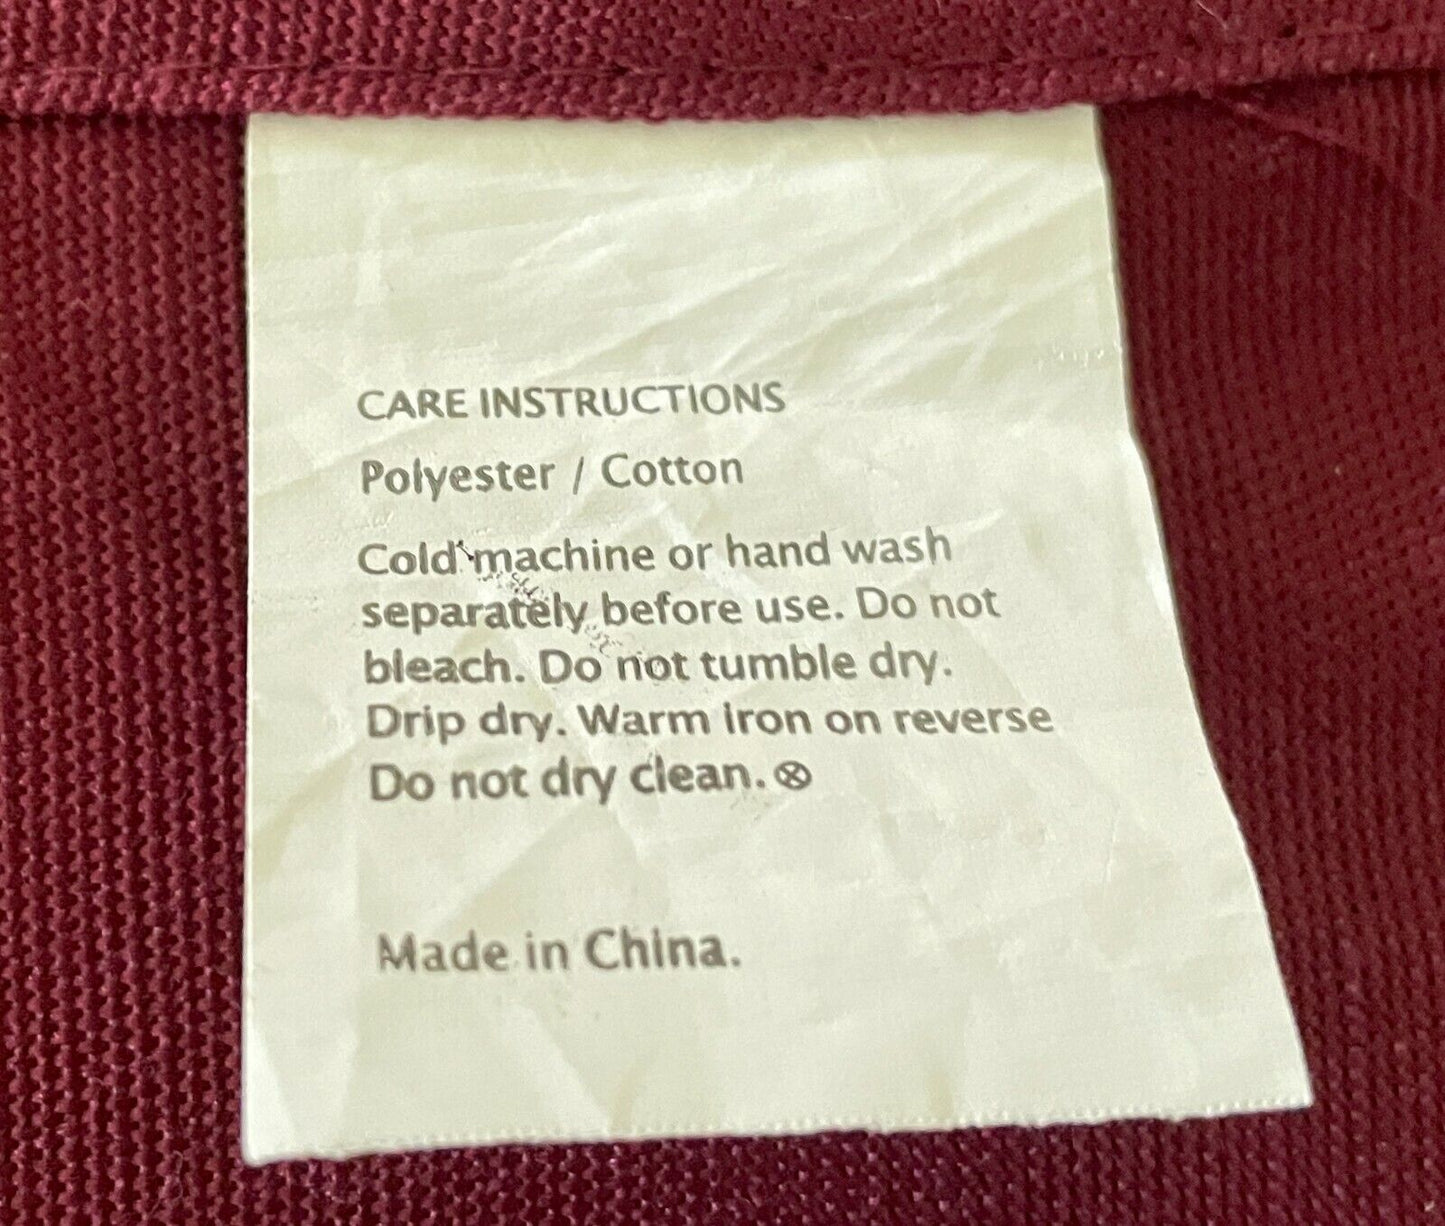 CARE INSTRUCTIONS
Polyester / Cotton
Cold machine or hand wash
separately before use. Do not
bleach. Do not tumble dry.
Drip dry. Warm iron on reverse
Do not dry clean. ⊗
Made in China.